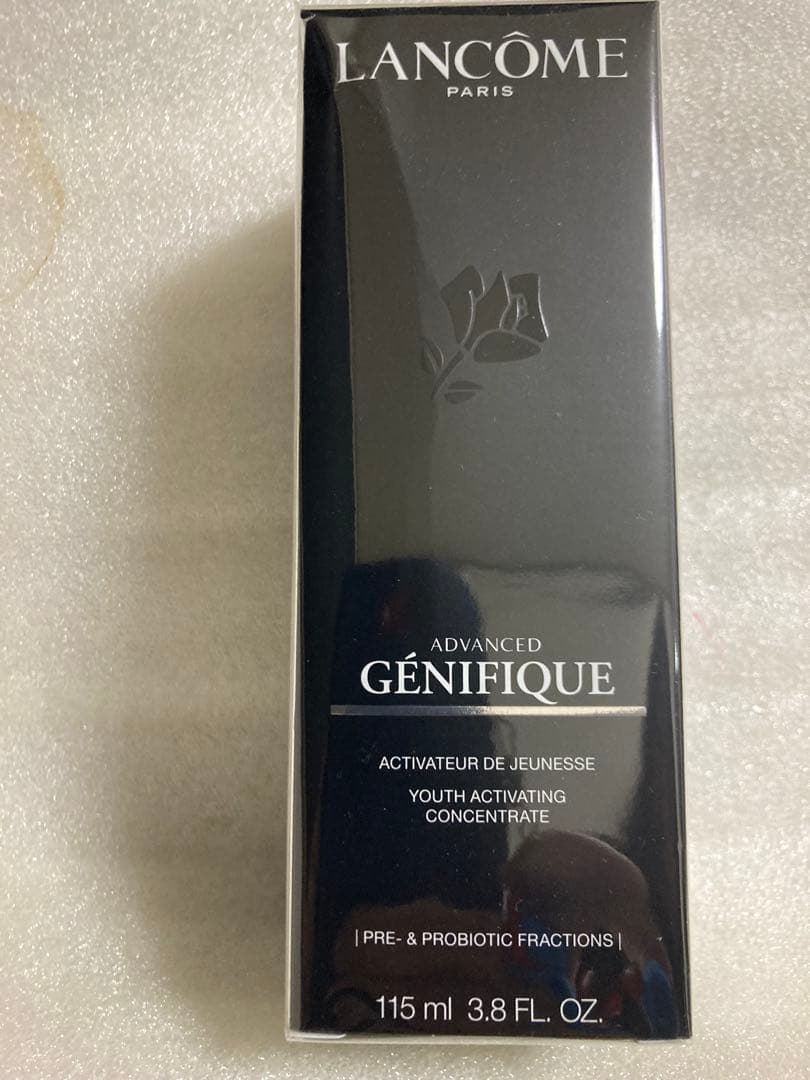 LANCÔME
PARIS
ADVANCED
GÉNIFIQUE
ACTIVATEUR DE JEUNESSE
YOUTH ACTIVATING
CONCENTRATE
| PRE- & PROBIOTIC FRACTIONS |
115 ml 3.8 FL. OZ.